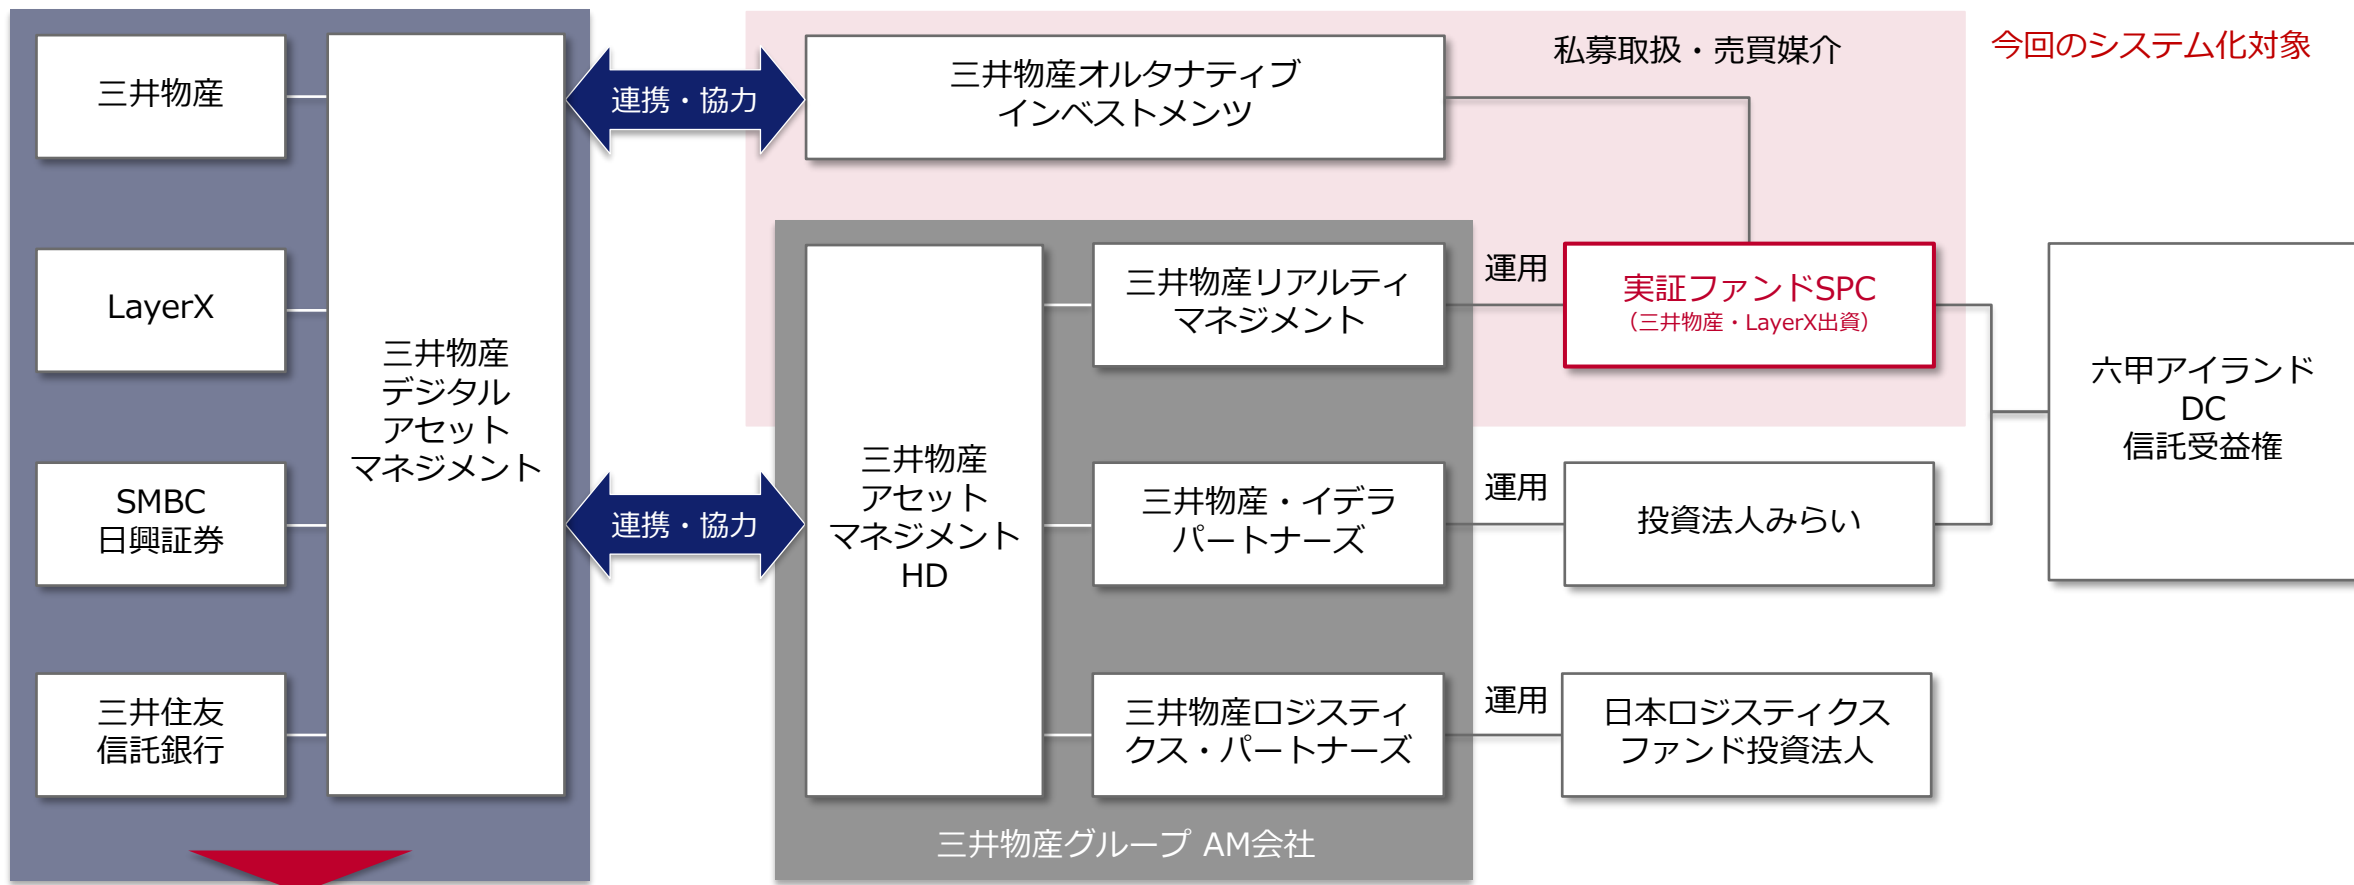 三井物産
LayerX
SMBC
日興証券
三井住友
信託銀行
三井物産
デジタル
アセット
マネジメント
連携・協力
連携・協力
三井物産オルタナティブ
インベストメンツ
私募取扱・売買媒介
今回のシステム化対象
三井物産
アセット
マネジメント
HD
三井物産リアルティ
マネジメント
三井物産・イデラ
パートナーズ
三井物産ロジスティ
クス・パートナーズ
三井物産グループ AM会社
運用
実証ファンドSPC
（三井物産・LayerX出資）
運用
投資法人みらい
運用
日本ロジスティクス
ファンド投資法人
六甲アイランド
DC
信託受益権